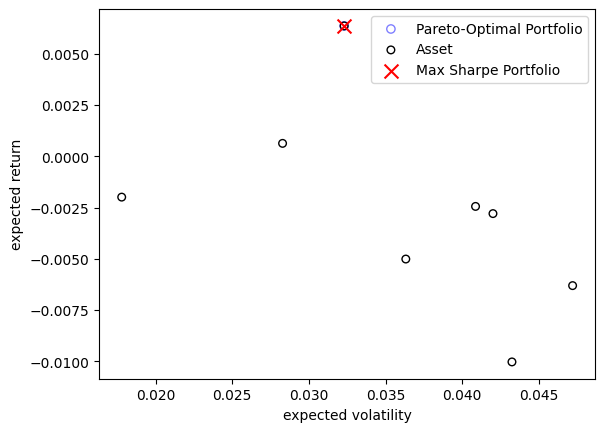 Pareto-Optimal Portfolio
Asset
Max Sharpe Portfolio
0.0050
0.0025
0.0000
−0.0025
−0.0050
−0.0075
−0.0100
expected return
0.020 0.025 0.030 0.035 0.040 0.045
expected volatility